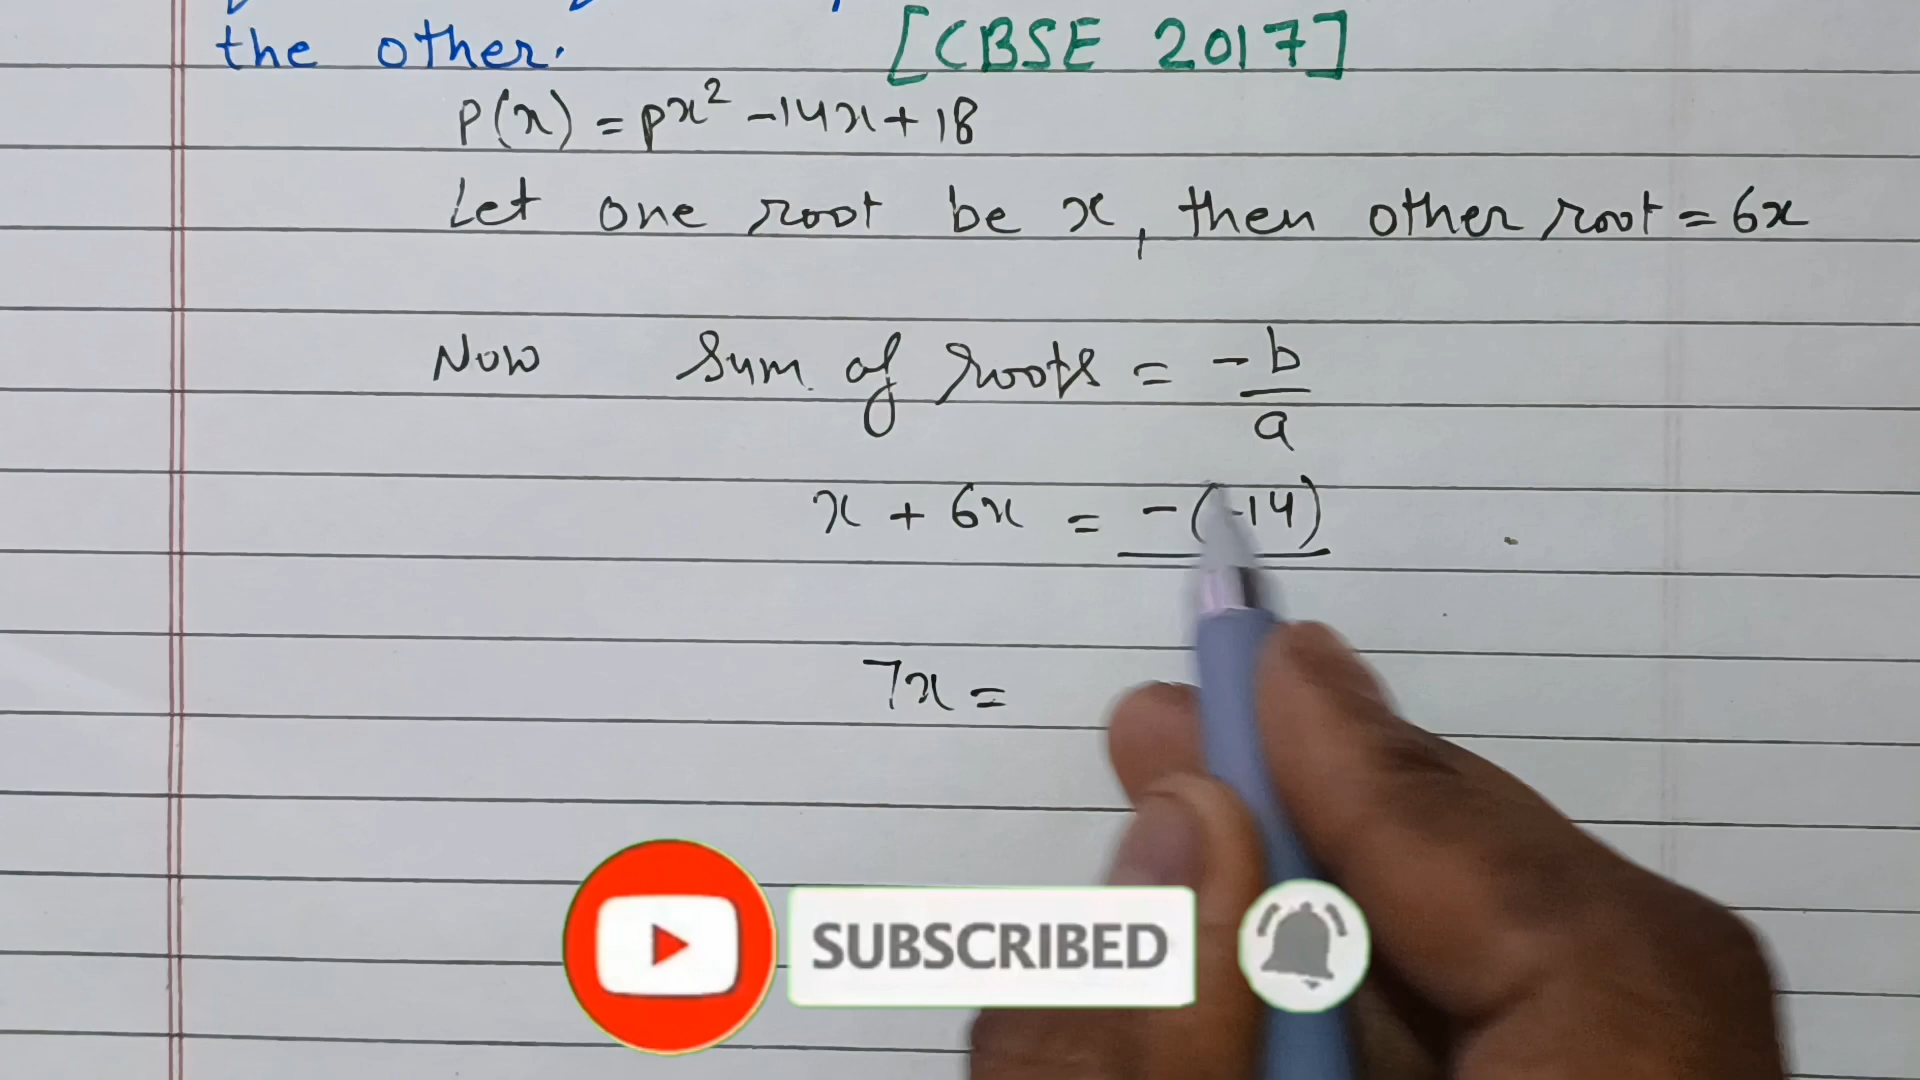 the other. [CBSE 2017]
P(x) = px² - 14x + 18
Let one root be x, then other root = 6x
Now Sum of roots = -b/a
x + 6x = -(-14)
7x =
SUBSCRIBED